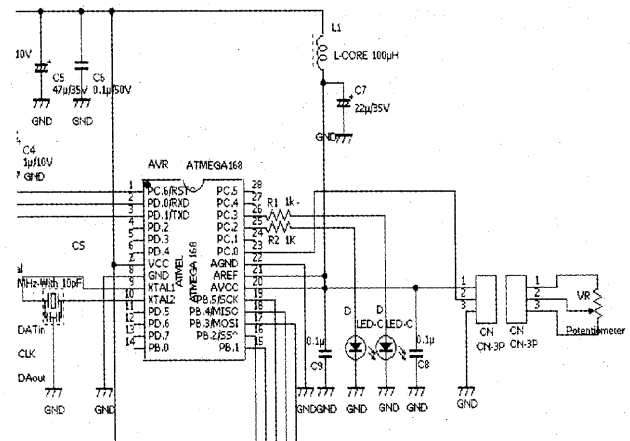 L1
L-CORE 100µH
10V
C5
47µ/35V
C6
0.1µ/50V
C7
22µ/35V
GND
GND
GND
C4
1µ/10V
GND
AVR ATMEGA168
1 PC.6/RST PC.5 28
2 PD.0/RXD PC.4 27
3 PD.1/TXD PC.3 26
4 PD.2 PC.2 25
5 PD.3 PC.1 24
6 PD.4 PC.0 23
7 VCC AGND 22
8 GND AREF 21
9 XTAL1 AVCC 20
10 XTAL2 PB.5/SCK 19
11 PD.5 PB.4/MISO 18
12 PD.6 PB.3/MOSI 17
13 PD.7 PB.2/SS 16
14 PB.0 PB.1 15
ATMEL
ATMEGA 168
R1 1k
R2 1K
CS
MHz-With 10pF
DATin
CLK
DAout
0.1µ
C9
D
LED-C
D
LED-C
0.1µ
C8
1
2
3
CN
CN-3P
CN
CN-3P
1
2
3
VR
Potentiometer
GND
GND
GND
GND
GND
GND
GND
GND